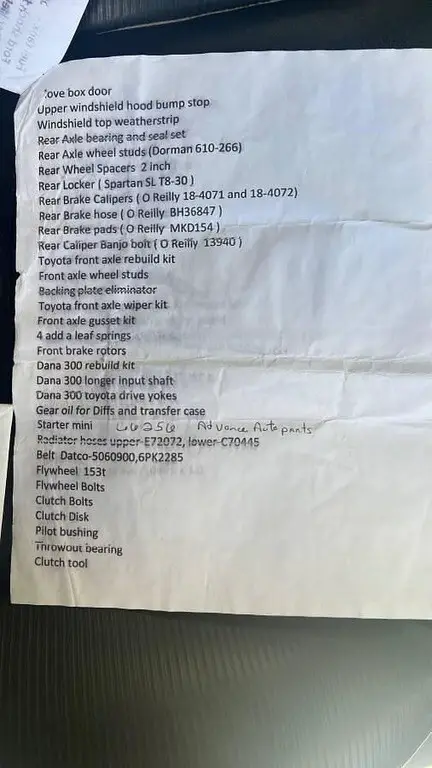 ove box door
Upper windshield hood bump stop
Windshield top weatherstrip
Rear Axle bearing and seal set
Rear Axle wheel studs (Dorman 610-266)
Rear Wheel Spacers 2 inch
Rear Locker ( Spartan SL T8-30 )
Rear Brake Calipers ( O Reilly 18-4071 and 18-4072)
Rear Brake hose ( O Reilly BH36847 )
Rear Brake pads ( O Reilly MKD154 )
Rear Caliper Banjo bolt ( O Reilly 13940 )
Toyota front axle rebuild kit
Front axle wheel studs
Backing plate eliminator
Toyota front axle wiper kit
Front axle gusset kit
4 add a leaf springs
Front brake rotors
Dana 300 rebuild kit
Dana 300 longer input shaft
Dana 300 toyota drive yokes
Gear oil for Diffs and transfer case
Starter mini 66256 Advance Auto parts
Radiator hoses upper-E72072, lower-C70445
Belt Datco-5060900,6PK2285
Flywheel 153t
Flywheel Bolts
Clutch Bolts
Clutch Disk
Pilot bushing
Throwout bearing
Clutch tool